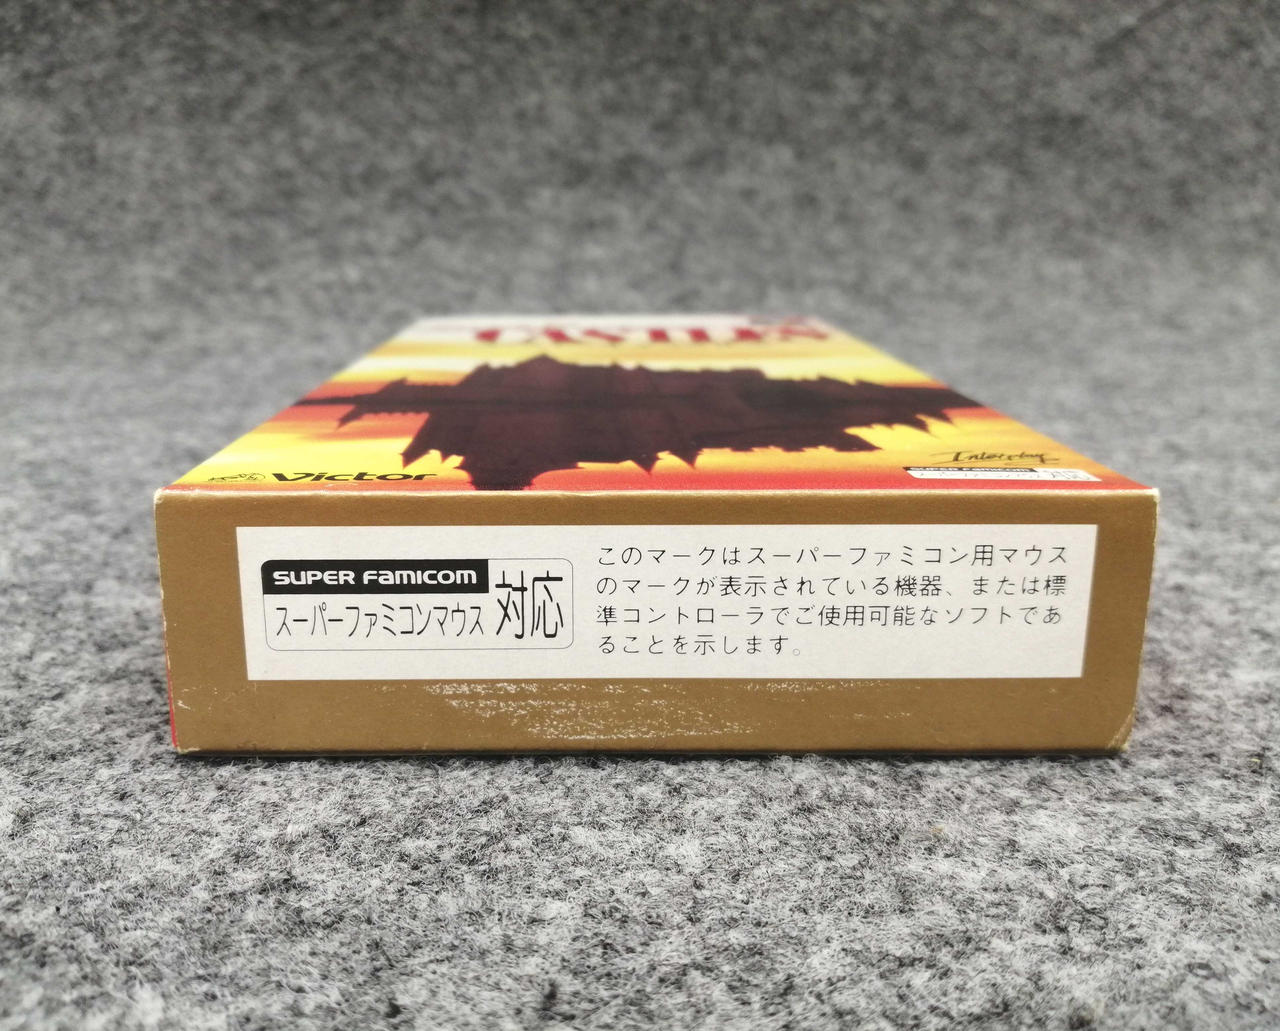 CASTLES
Victor
Interplay
SUPER FAMICOM
SUPER FAMICOM
スーパーファミコンマウス 対応
このマークはスーパーファミコン用マウス
のマークが表示されている機器、または標
準コントローラでご使用可能なソフトであ
ることを示します。